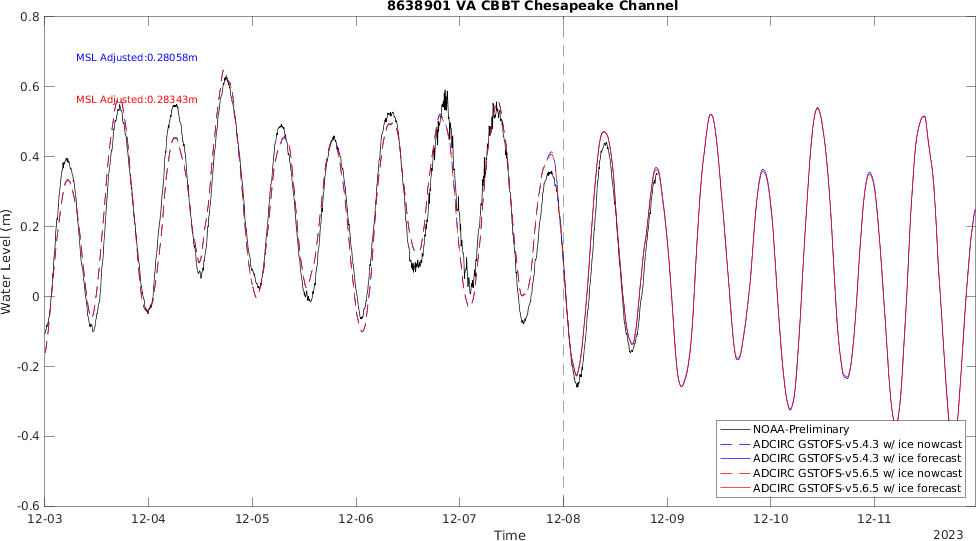 8638901 VA CBBT Chesapeake Channel
0.8
0.6
0.4
0.2
0
-0.2
-0.4
-0.6
Water Level (m)
MSL Adjusted:0.28058m
MSL Adjusted:0.28343m
NOAA-Preliminary
ADCIRC GSTOFS-v5.4.3 w/ ice nowcast
ADCIRC GSTOFS-v5.4.3 w/ ice forecast
ADCIRC GSTOFS-v5.6.5 w/ ice nowcast
ADCIRC GSTOFS-v5.6.5 w/ ice forecast
12-03 12-04 12-05 12-06 12-07 12-08 12-09 12-10 12-11
Time
2023